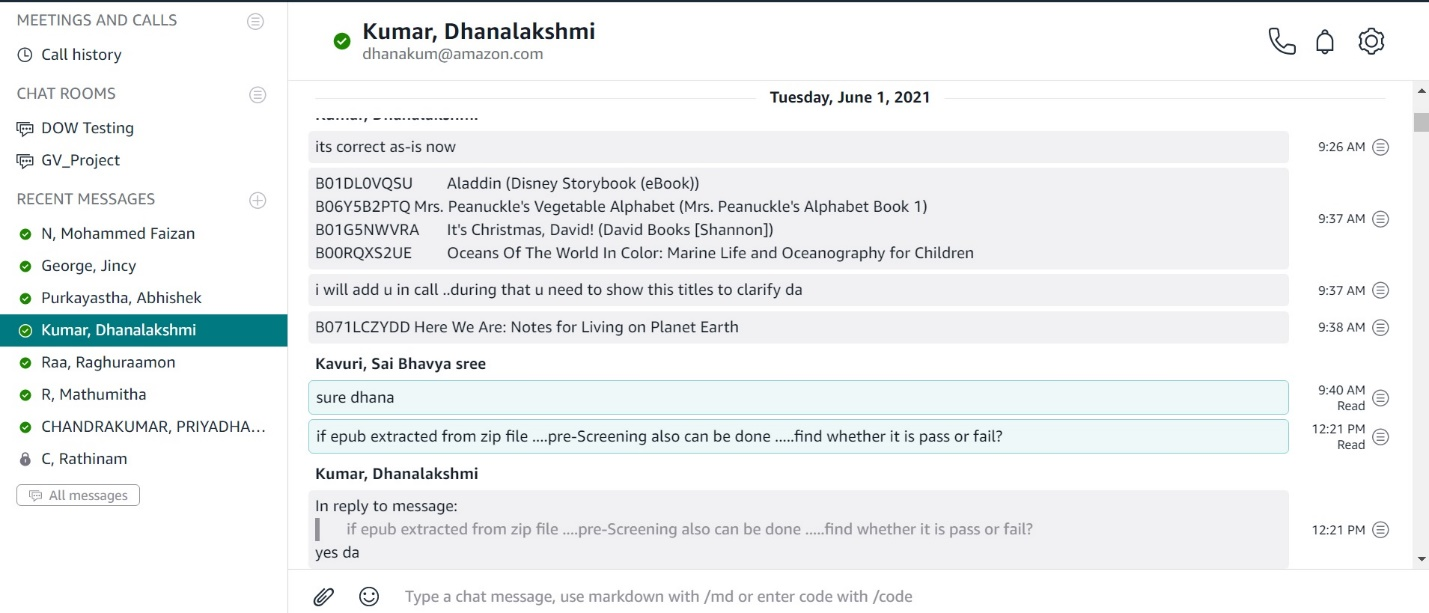 MEETINGS AND CALLS
Call history
CHAT ROOMS
DOW Testing
GV_Project
RECENT MESSAGES
N, Mohammed Faizan
George, Jincy
Purkayastha, Abhishek
Kumar, Dhanalakshmi
Raa, Raghuraamon
R, Mathumitha
CHANDRAKUMAR, PRIYADHA...
C, Rathinam
All messages
Kumar, Dhanalakshmi
dhanakum@amazon.com
Tuesday, June 1, 2021
its correct as-is now 9:26 AM
B01DL0VQSU Aladdin (Disney Storybook (eBook))
B06Y5B2PTQ Mrs. Peanuckle's Vegetable Alphabet (Mrs. Peanuckle's Alphabet Book 1)
9:37 AM
B01G5NWVRA It's Christmas, David! (David Books [Shannon])
B00RQXS2UE Oceans Of The World In Color: Marine Life and Oceanography for Children
i will add u in call ..during that u need to show this titles to clarify da 9:37 AM
B071LCZYDD Here We Are: Notes for Living on Planet Earth 9:38 AM
Kavuri, Sai Bhavya sree
sure dhana 9:40 AM
Read
if epub extracted from zip file ....pre-Screening also can be done .....find whether it is pass or fail? 12:21 PM
Read
Kumar, Dhanalakshmi
In reply to message:
if epub extracted from zip file ....pre-Screening also can be done .....find whether it is pass or fail? 12:21 PM
yes da
Type a chat message, use markdown with /md or enter code with /code